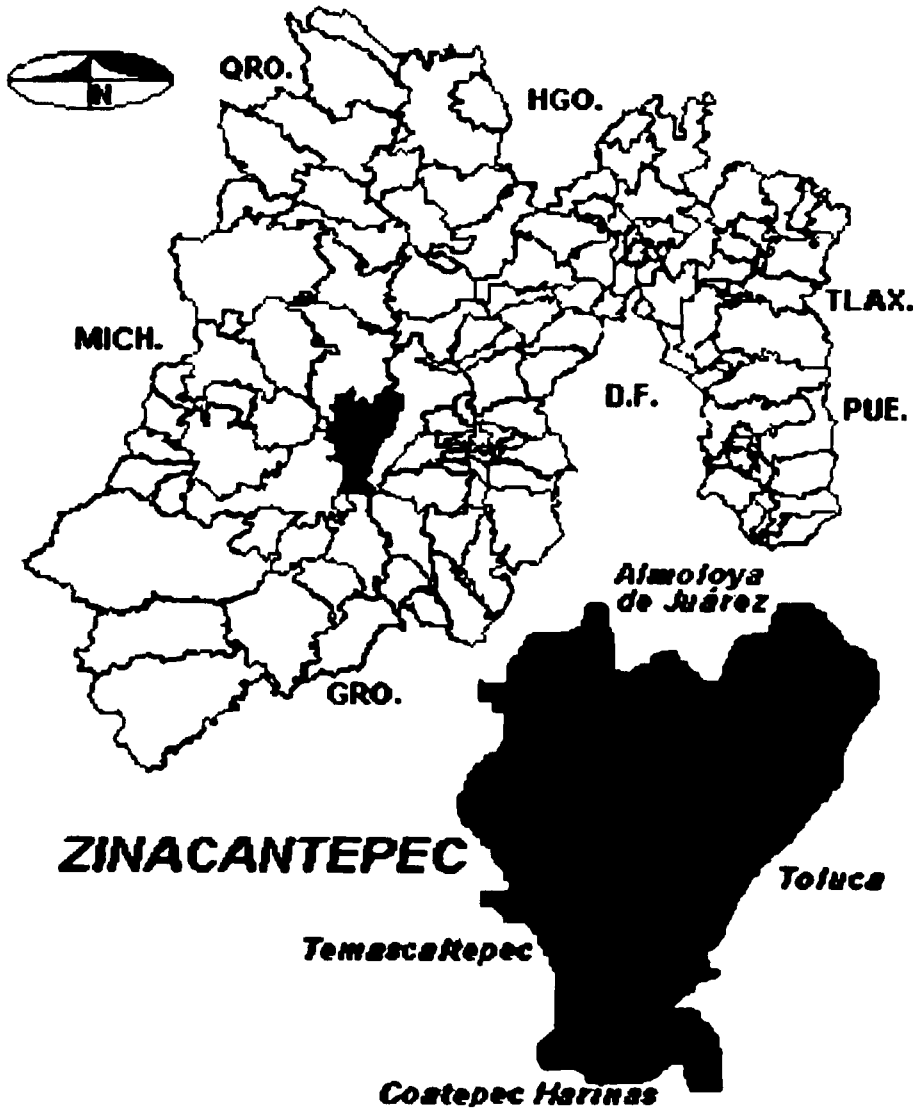 QRO.
N
HGO.
TLAX.
MICH.
D.F.
PUE.
Almoloya
de Juárez
GRO.
ZINACANTEPEC
Toluca
Temascaltepec
Coatepec Harinas